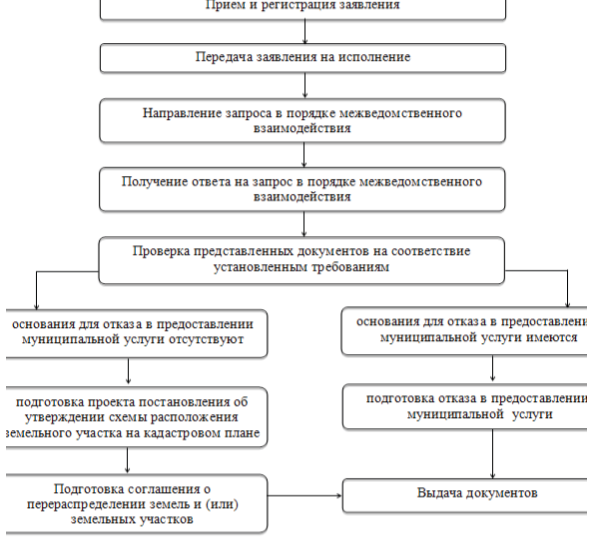 Прием и регистрация заявления
Передача заявления на исполнение
Направление запроса в порядке межведомственного
взаимодействия
Получение ответа на запрос в порядке межведомственного
взаимодействия
Проверка представленных документов на соответствие
установленным требованиям
основания для отказа в предоставлении
муниципальной услуги отсутствуют
основания для отказа в предоставлени
муниципальной услуги имеются
подготовка проекта постановления об
утверждении схемы расположения
земельного участка на кадастровом плане
подготовка отказа в предоставлении
муниципальной услуги
Подготовка соглашения о
перераспределении земель и (или)
земельных участков
Выдача документов